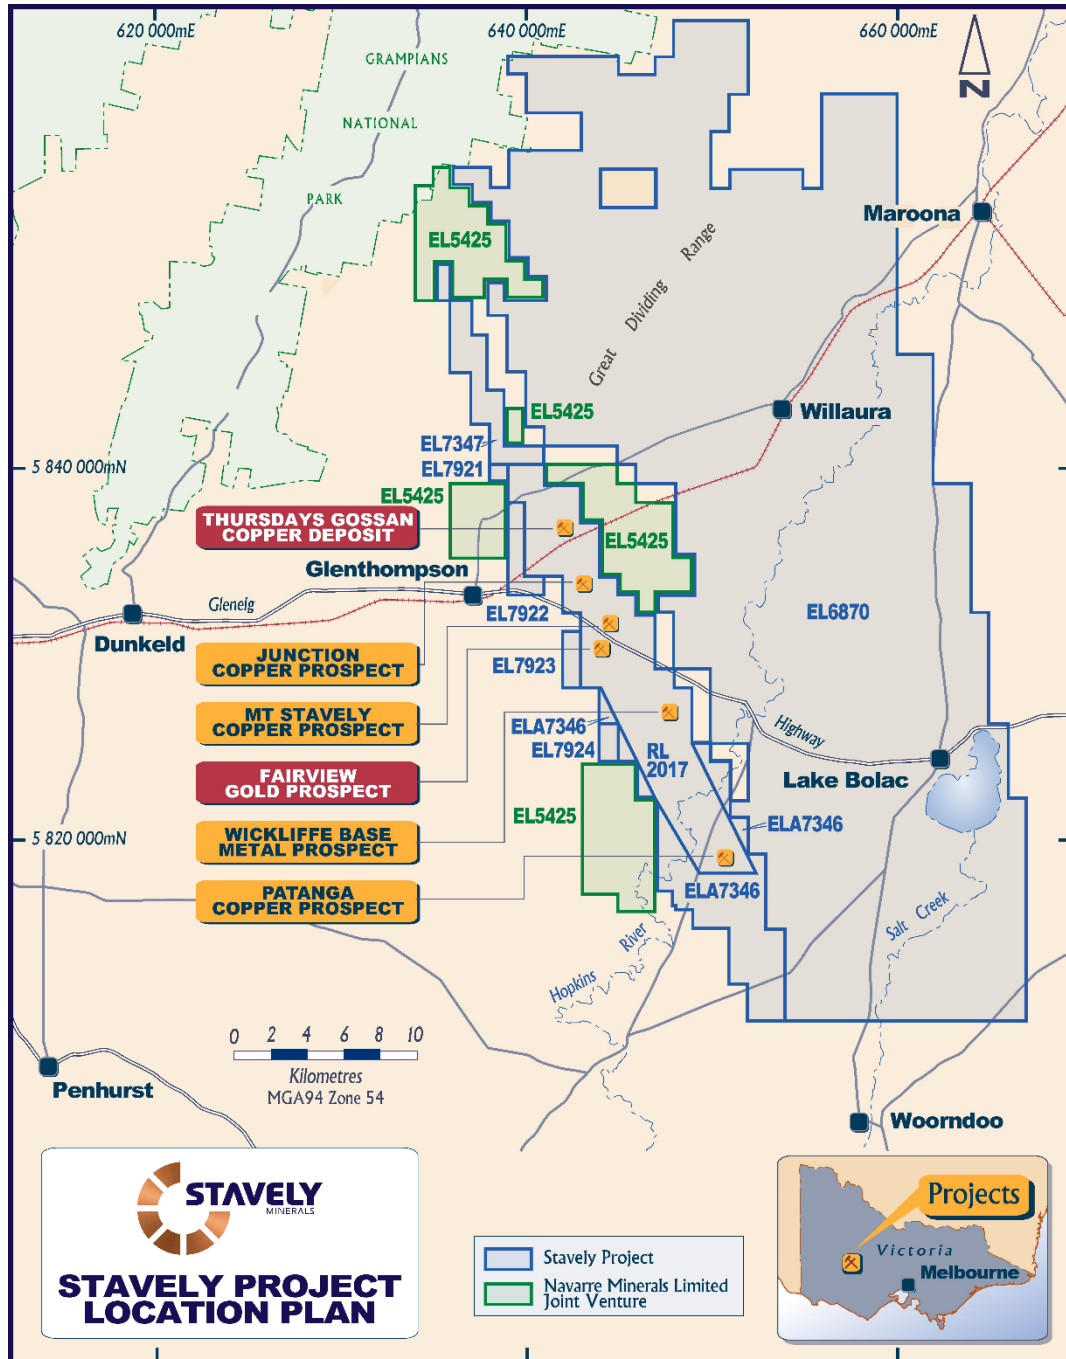 620 000mE
640 000mE
660 000mE
N
GRAMPIANS
NATIONAL
PARK
Maroona
EL5425
Great Dividing Range
EL5425
Willaura
EL7347
5 840 000mN
EL7921
EL5425
THURSDAYS GOSSAN
COPPER DEPOSIT
EL5425
Glenthompson
Glenelg
EL7922
EL6870
Dunkeld
JUNCTION
COPPER PROSPECT
EL7923
MT STAVELY
COPPER PROSPECT
ELA7346
Highway
EL7924
RL
2017
FAIRVIEW
GOLD PROSPECT
Lake Bolac
EL5425
ELA7346
5 820 000mN
WICKLIFFE BASE
METAL PROSPECT
PATANGA
COPPER PROSPECT
ELA7346
Salt Creek
Hopkins River
0 2 4 6 8 10
Kilometres
MGA94 Zone 54
Penhurst
Woorndoo
STAVELY
MINERALS
STAVELY PROJECT
LOCATION PLAN
Stavely Project
Navarre Minerals Limited
Joint Venture
Projects
Victoria
Melbourne